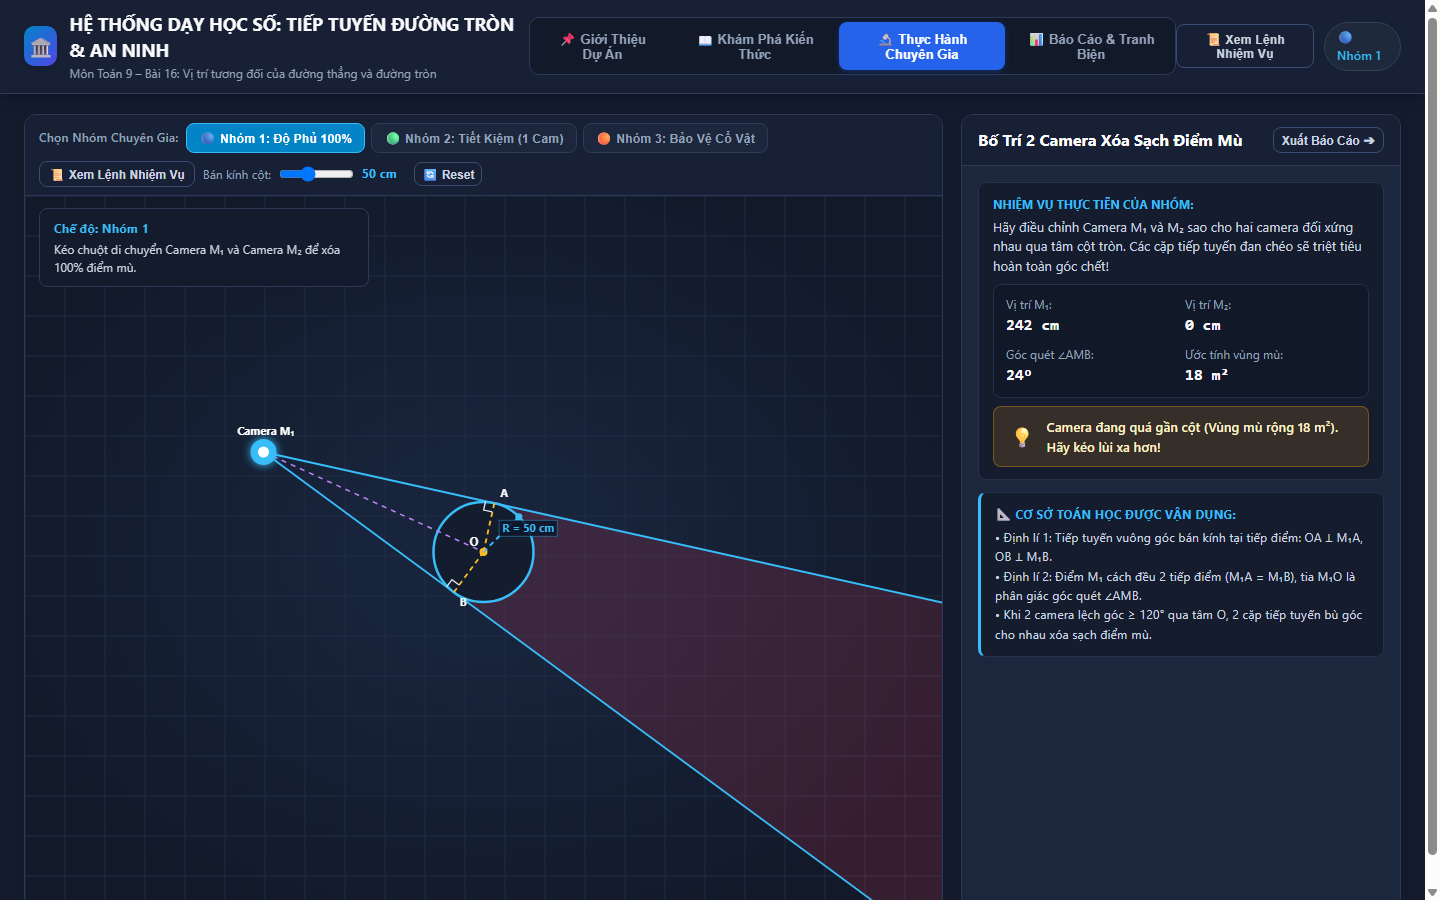 HỆ THỐNG DẠY HỌC SỐ: TIẾP TUYẾN ĐƯỜNG TRÒN
& AN NINH
Môn Toán 9 – Bài 16: Vị trí tương đối của đường thẳng và đường tròn
📌 Giới Thiệu
Dự Án
📖 Khám Phá Kiến
Thức
🔬 Thực Hành
Chuyên Gia
📊 Báo Cáo & Tranh
Biện
📜 Xem Lệnh
Nhiệm Vụ
🔵
Nhóm 1
Chọn Nhóm Chuyên Gia:
🔵 Nhóm 1: Độ Phủ 100%
🟢 Nhóm 2: Tiết Kiệm (1 Cam)
🟠 Nhóm 3: Bảo Vệ Cổ Vật
📜 Xem Lệnh Nhiệm Vụ
Bán kính cột:
50 cm
🔄 Reset
Chế độ: Nhóm 1
Kéo chuột di chuyển Camera M₁ và Camera M₂ để xóa
100% điểm mù.
Camera M₁
A
R = 50 cm
O
B
Bố Trí 2 Camera Xóa Sạch Điểm Mù
Xuất Báo Cáo ➔
NHIỆM VỤ THỰC TIỄN CỦA NHÓM:
Hãy điều chỉnh Camera M₁ và M₂ sao cho hai camera đối xứng
nhau qua tâm cột tròn. Các cặp tiếp tuyến đan chéo sẽ triệt tiêu
hoàn toàn góc chết!
Vị trí M₁:
242 cm
Vị trí M₂:
0 cm
Góc quét ∠AMB:
24º
Ước tính vùng mù:
18 m²
💡 Camera đang quá gần cột (Vùng mù rộng 18 m²).
Hãy kéo lùi xa hơn!
📐 CƠ SỞ TOÁN HỌC ĐƯỢC VẬN DỤNG:
• Định lí 1: Tiếp tuyến vuông góc bán kính tại tiếp điểm: OA ⊥ M₁A,
OB ⊥ M₁B.
• Định lí 2: Điểm M₁ cách đều 2 tiếp điểm (M₁A = M₁B), tia M₁O là
phân giác góc quét ∠AMB.
• Khi 2 camera lệch góc ≥ 120° qua tâm O, 2 cặp tiếp tuyến bù góc
cho nhau xóa sạch điểm mù.